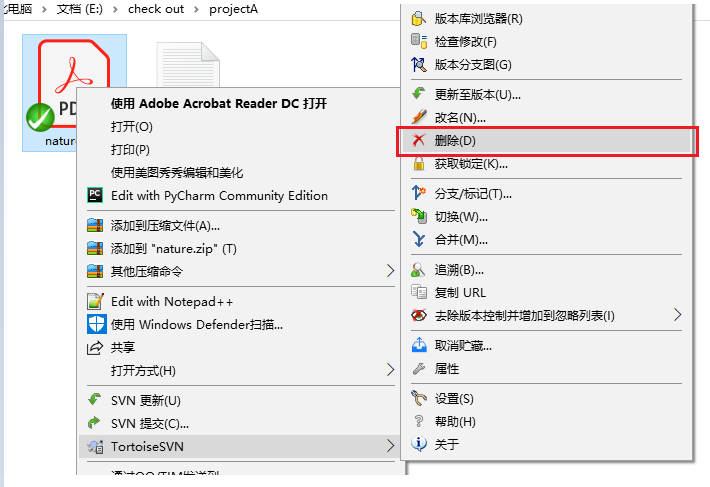 此电脑 › 文档 (E:) › check out › projectA
PD
natur
使用 Adobe Acrobat Reader DC 打开
打开(O)
打印(P)
使用美图秀秀编辑和美化
PC
Edit with PyCharm Community Edition
添加到压缩文件(A)...
添加到 "nature.zip" (T)
其他压缩命令
Edit with Notepad++
使用 Windows Defender扫描...
共享
打开方式(H)
SVN 更新(U)
SVN 提交(C)...
TortoiseSVN
版本库浏览器(R)
检查修改(F)
版本分支图(G)
更新至版本(U)...
改名(N)...
删除(D)
获取锁定(K)...
分支/标记(T)...
切换(W)...
合并(M)...
追溯(B)...
复制 URL
去除版本控制并增加到忽略列表(I)
取消贮藏...
属性
设置(S)
帮助(H)
关于